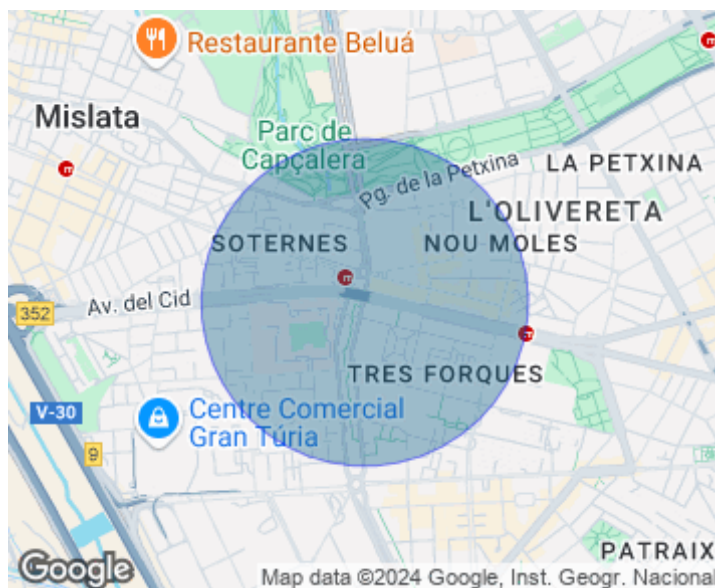 Restaurante Beluá
Mislata
Parc de
Capçalera
Pg. de la Petxina
LA PETXINA
L'OLIVERETA
SOTERNES
NOU MOLES
Av. del Cid
352
TRES FORQUES
V-30
Centre Comercial
Gran Túria
9
PATRAIX
Google
Map data ©2024 Google, Inst. Geogr. Nacional